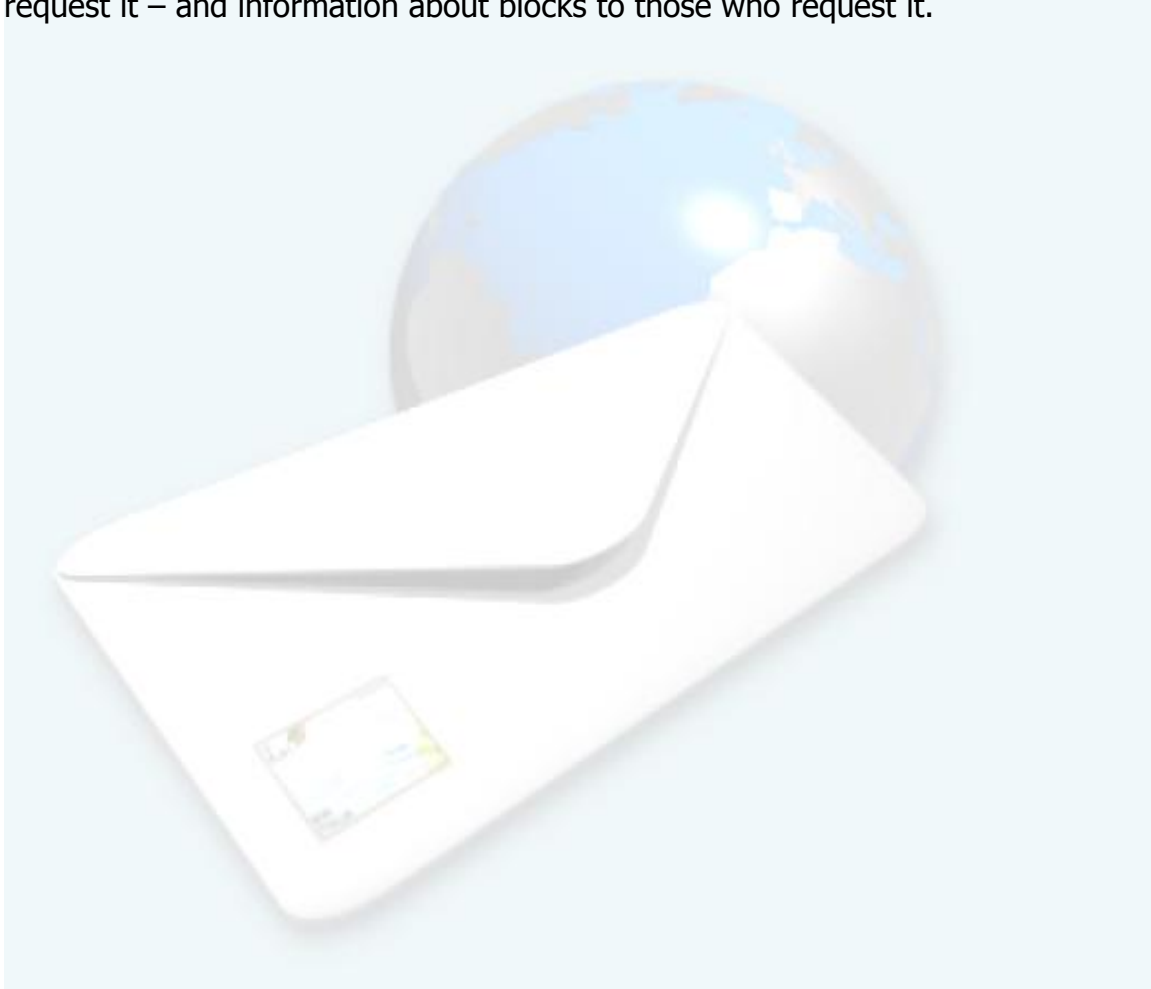 request it – and information about blocks to those who request it.